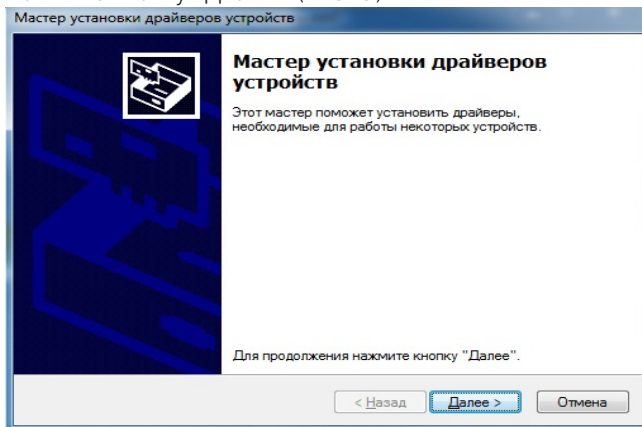 Мастер установки драйверов устройств
Мастер установки драйверов
устройств
Этот мастер поможет установить драйверы,
необходимые для работы некоторых устройств.
Для продолжения нажмите кнопку "Далее".
< Назад Далее > Отмена